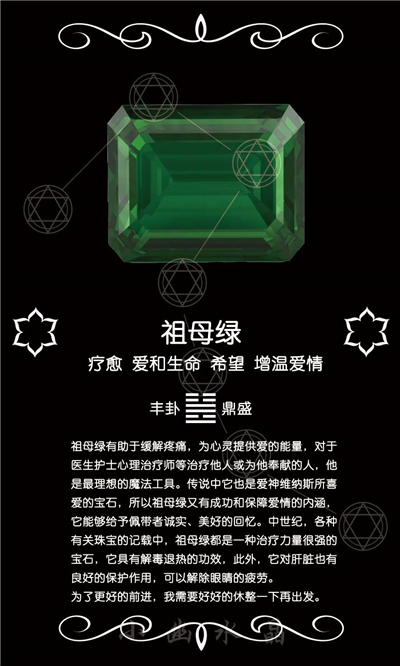 祖母绿
疗愈 爱和生命 希望 增温爱情
丰卦 鼎盛
祖母绿有助于缓解疼痛，为心灵提供爱的能量，对于
医生护士心理治疗师等治疗他人或为他奉献的人，他
是最理想的魔法工具。传说中它也是爱神维纳斯所喜
爱的宝石，所以祖母绿又有成功和保障爱情的内涵，
它能够给予佩带者诚实、美好的回忆。中世纪，各种
有关珠宝的记载中，祖母绿都是一种治疗力量很强的
宝石，它具有解毒退热的功效，此外，它对肝脏也有
良好的保护作用，可以解除眼睛的疲劳。
为了更好的前进，我需要好好的休整一下再出发。